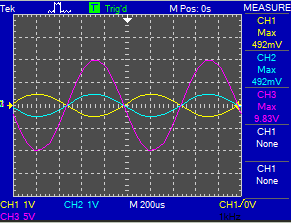 Tek T Trig'd M Pos: 0s MEASURE
CH1
Max
492mV
CH2
Max
492mV
CH3
Max
9.83V
CH1
None
CH1
None
CH1 1V CH2 1V M 200us CH1/0V
CH3 5V